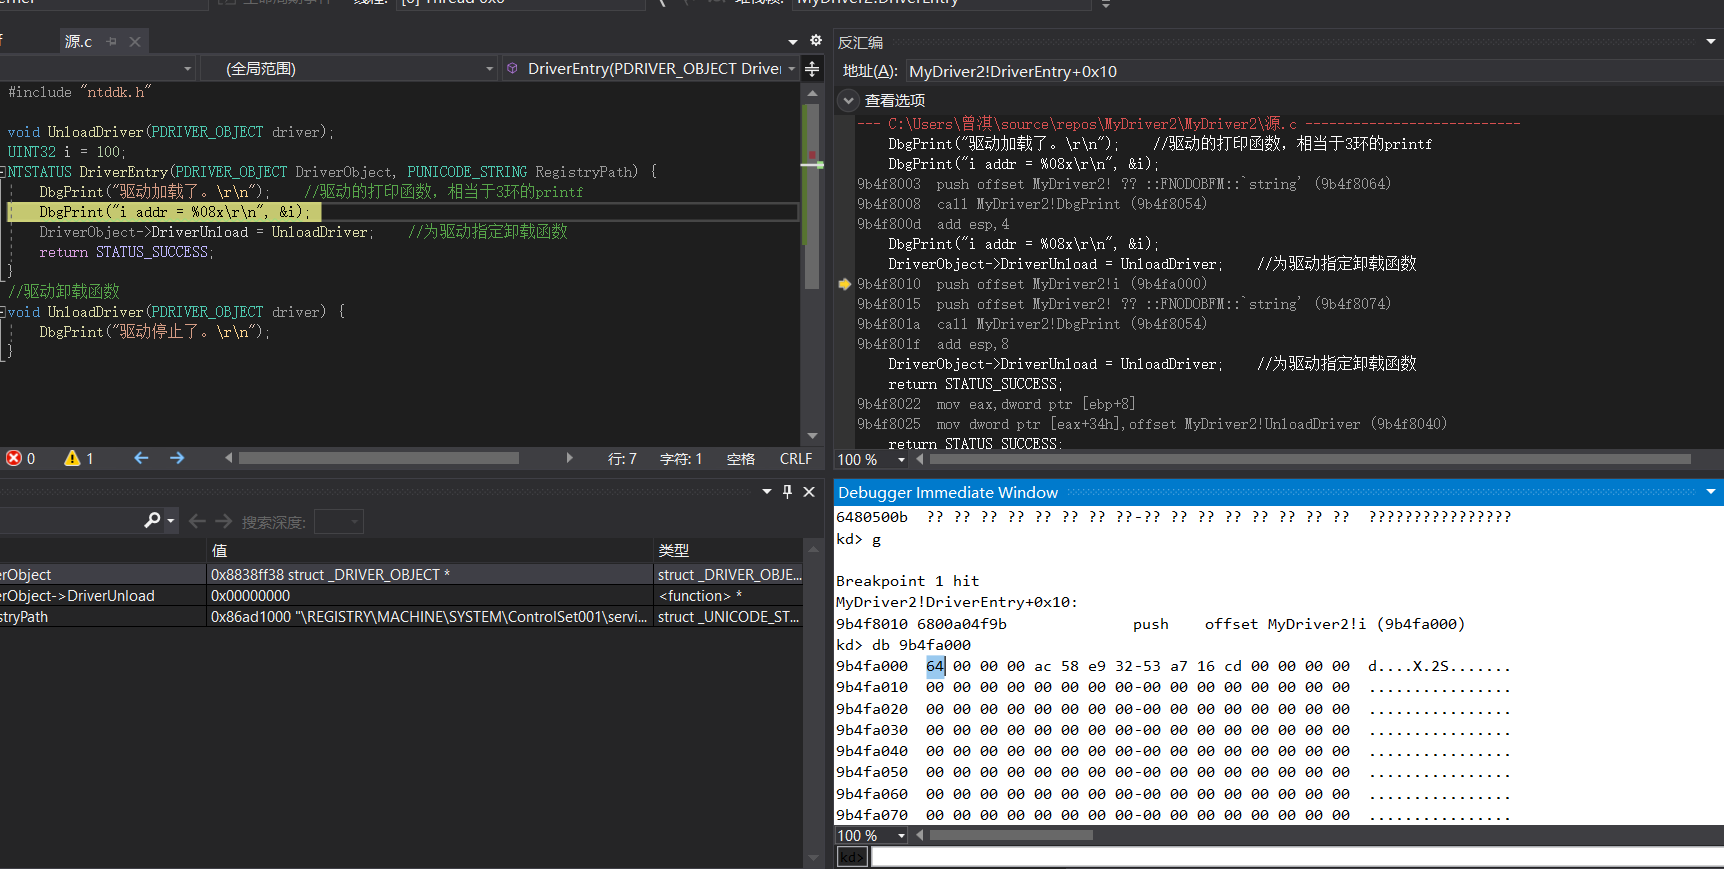 源.c
(全局范围)
DriverEntry(PDRIVER_OBJECT Driver
#include "ntddk.h"
void UnloadDriver(PDRIVER_OBJECT driver);
UINT32 i = 100;
NTSTATUS DriverEntry(PDRIVER_OBJECT DriverObject, PUNICODE_STRING RegistryPath) {
DbgPrint("驱动加载了。\r\n");    //驱动的打印函数，相当于3环的printf
DbgPrint("i addr = %08x\r\n", &i);
DriverObject->DriverUnload = UnloadDriver;    //为驱动指定卸载函数
return STATUS_SUCCESS;
}
//驱动卸载函数
void UnloadDriver(PDRIVER_OBJECT driver) {
DbgPrint("驱动停止了。\r\n");
}
0 1 行: 7 字符: 1 空格 CRLF
搜索深度:
值 类型
erObject 0x8838ff38 struct _DRIVER_OBJECT * struct _DRIVER_OBJE...
erObject->DriverUnload 0x00000000 <function> *
stryPath 0x86ad1000 "\REGISTRY\MACHINE\SYSTEM\ControlSet001\servi... struct _UNICODE_ST...
反汇编
地址(A): MyDriver2!DriverEntry+0x10
查看选项
--- C:\Users\曾淇\source\repos\MyDriver2\MyDriver2\源.c ---------------------------
DbgPrint("驱动加载了。\r\n");    //驱动的打印函数，相当于3环的printf
DbgPrint("i addr = %08x\r\n", &i);
9b4f8003  push offset MyDriver2! ?? ::FNODOBFM::`string' (9b4f8064)
9b4f8008  call MyDriver2!DbgPrint (9b4f8054)
9b4f800d  add esp,4
DbgPrint("i addr = %08x\r\n", &i);
DriverObject->DriverUnload = UnloadDriver;    //为驱动指定卸载函数
9b4f8010  push offset MyDriver2!i (9b4fa000)
9b4f8015  push offset MyDriver2! ?? ::FNODOBFM::`string' (9b4f8074)
9b4f801a  call MyDriver2!DbgPrint (9b4f8054)
9b4f801f  add esp,8
DriverObject->DriverUnload = UnloadDriver;    //为驱动指定卸载函数
return STATUS_SUCCESS;
9b4f8022  mov eax,dword ptr [ebp+8]
9b4f8025  mov dword ptr [eax+34h],offset MyDriver2!UnloadDriver (9b4f8040)
return STATUS_SUCCESS;
100 %
Debugger Immediate Window
6480500b  ?? ?? ?? ?? ?? ?? ?? ??-?? ?? ?? ?? ?? ?? ?? ??  ????????????????
kd> g
Breakpoint 1 hit
MyDriver2!DriverEntry+0x10:
9b4f8010 6800a04f9b              push    offset MyDriver2!i (9b4fa000)
kd> db 9b4fa000
9b4fa000  64 00 00 00 ac 58 e9 32-53 a7 16 cd 00 00 00 00  d....X.2S.......
9b4fa010  00 00 00 00 00 00 00 00-00 00 00 00 00 00 00 00  ................
9b4fa020  00 00 00 00 00 00 00 00-00 00 00 00 00 00 00 00  ................
9b4fa030  00 00 00 00 00 00 00 00-00 00 00 00 00 00 00 00  ................
9b4fa040  00 00 00 00 00 00 00 00-00 00 00 00 00 00 00 00  ................
9b4fa050  00 00 00 00 00 00 00 00-00 00 00 00 00 00 00 00  ................
9b4fa060  00 00 00 00 00 00 00 00-00 00 00 00 00 00 00 00  ................
9b4fa070  00 00 00 00 00 00 00 00-00 00 00 00 00 00 00 00  ................
100 %
kd>